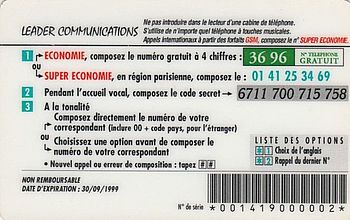 LEADER COMMUNICATIONS
Ne pas introduire dans le lecteur d'une cabine de téléphone.
S'utilise de n'importe quel téléphone à touches musicales.
Appels internationaux à partir des forfaits GSM, composez le n° SUPER ECONOMIE.
1 ECONOMIE, composez le numéro gratuit à 4 chiffres : 36 96 N° TELEPHONE GRATUIT
ou
SUPER ECONOMIE, en région parisienne, composez le : 01 41 25 34 69
2 Pendant l'accueil vocal, composez le code secret → 6711 700 715 758
3 A la tonalité
Composez directement le numéro de votre
correspondant (inclure 00 + code pays, pour l'étranger)
ou
Choisissez une option avant de composer le
numéro de votre correspondant
• Nouvel appel ou erreur de composition : tapez ##
LISTE DES OPTIONS
#1 Choix de l'anglais
#2 Rappel du dernier N°
NON REMBOURSABLE
DATE D'EXPIRATION : 30/09/1999
N° de série *001419000002*